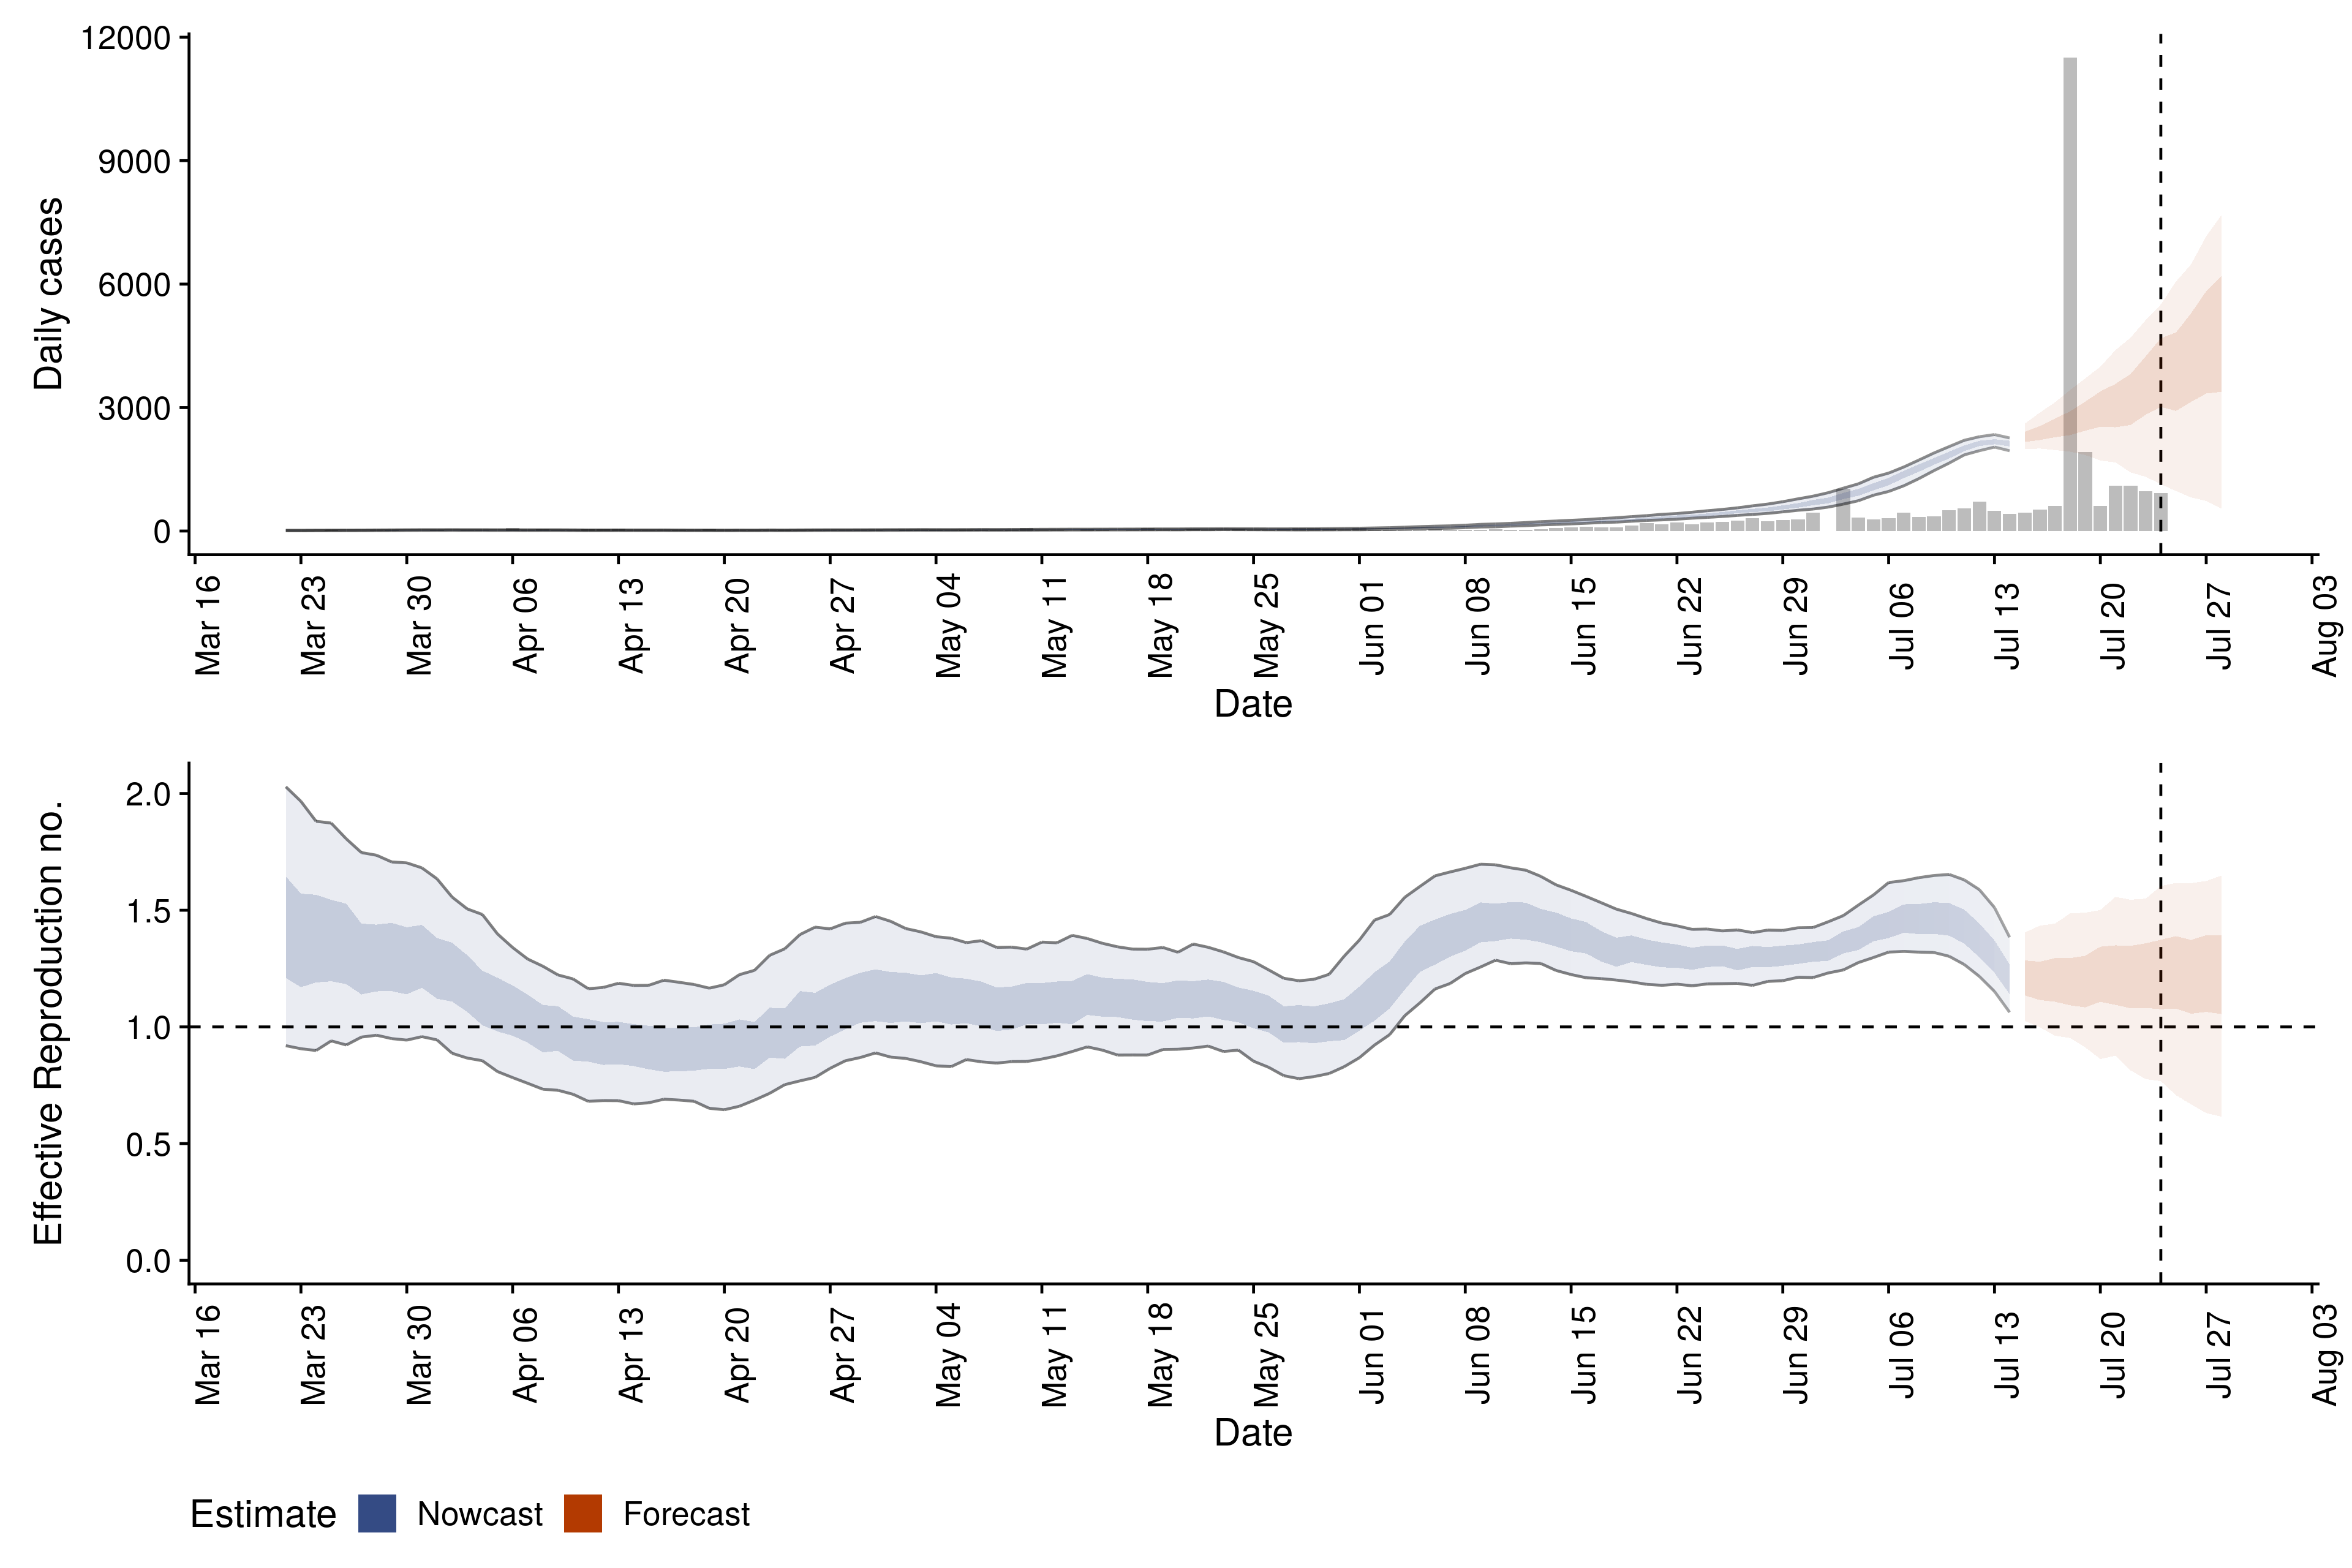 12000
9000
6000
3000
0
Daily cases
Mar 16
Mar 23
Mar 30
Apr 06
Apr 13
Apr 20
Apr 27
May 04
May 11
May 18
May 25
Jun 01
Jun 08
Jun 15
Jun 22
Jun 29
Jul 06
Jul 13
Jul 20
Jul 27
Aug 03
Date
2.0
1.5
1.0
0.5
0.0
Effective Reproduction no.
Mar 16
Mar 23
Mar 30
Apr 06
Apr 13
Apr 20
Apr 27
May 04
May 11
May 18
May 25
Jun 01
Jun 08
Jun 15
Jun 22
Jun 29
Jul 06
Jul 13
Jul 20
Jul 27
Aug 03
Date
Estimate Nowcast Forecast